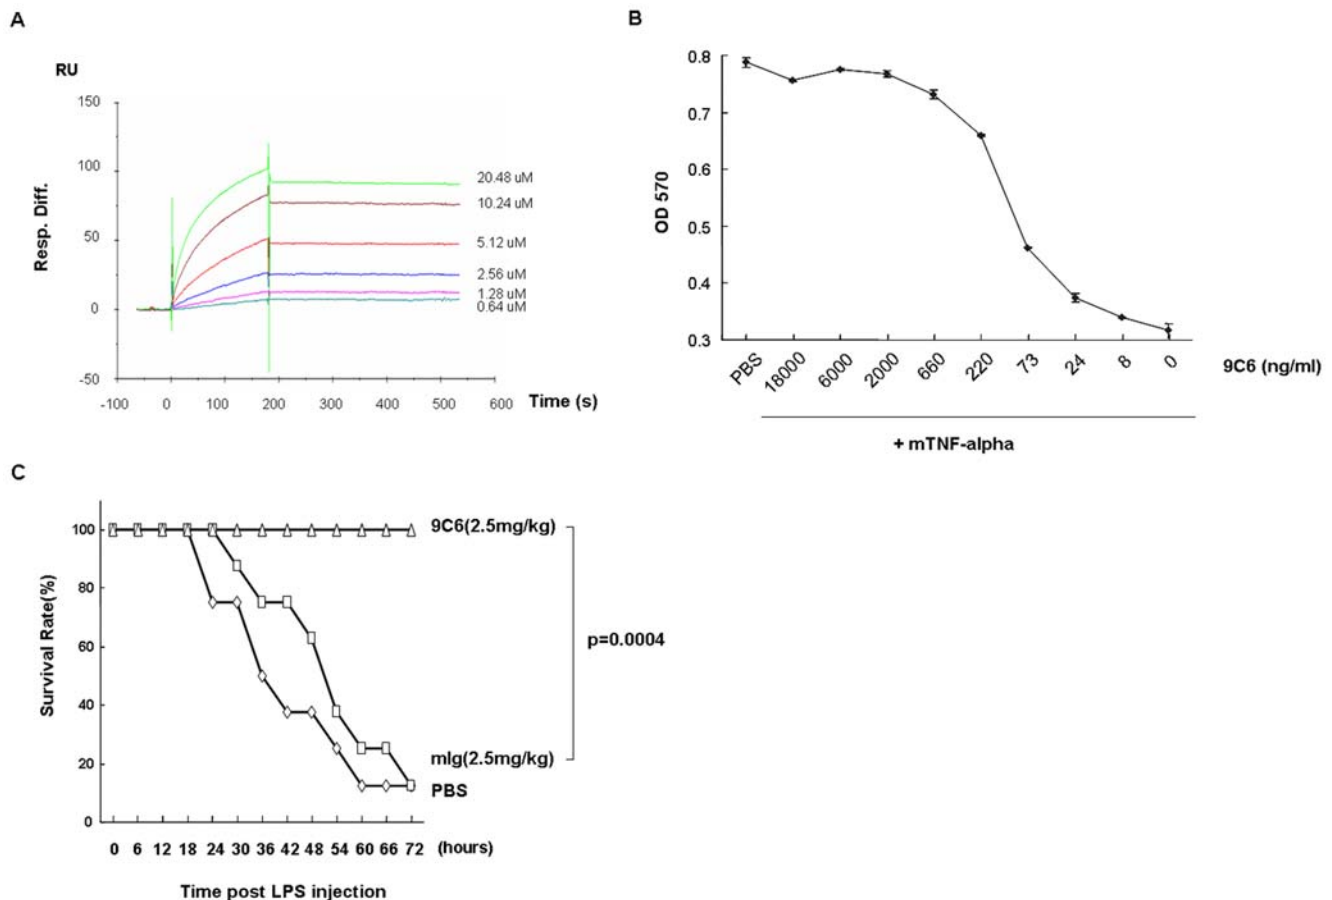 A
RU
150
100
50
0
-50
Resp. Diff.
20.48 uM
10.24 uM
5.12 uM
2.56 uM
1.28 uM
0.64 uM
-100 0 100 200 300 400 500 600
Time (s)
B
0.8
0.7
0.6
0.5
0.4
0.3
OD 570
PBS 18000 6000 2000 660 220 73 24 8 0
9C6 (ng/ml)
+ mTNF-alpha
C
100
80
60
40
20
0
Survival Rate(%)
9C6(2.5mg/kg)
p=0.0004
mIg(2.5mg/kg)
PBS
0 6 12 18 24 30 36 42 48 54 60 66 72 (hours)
Time post LPS injection